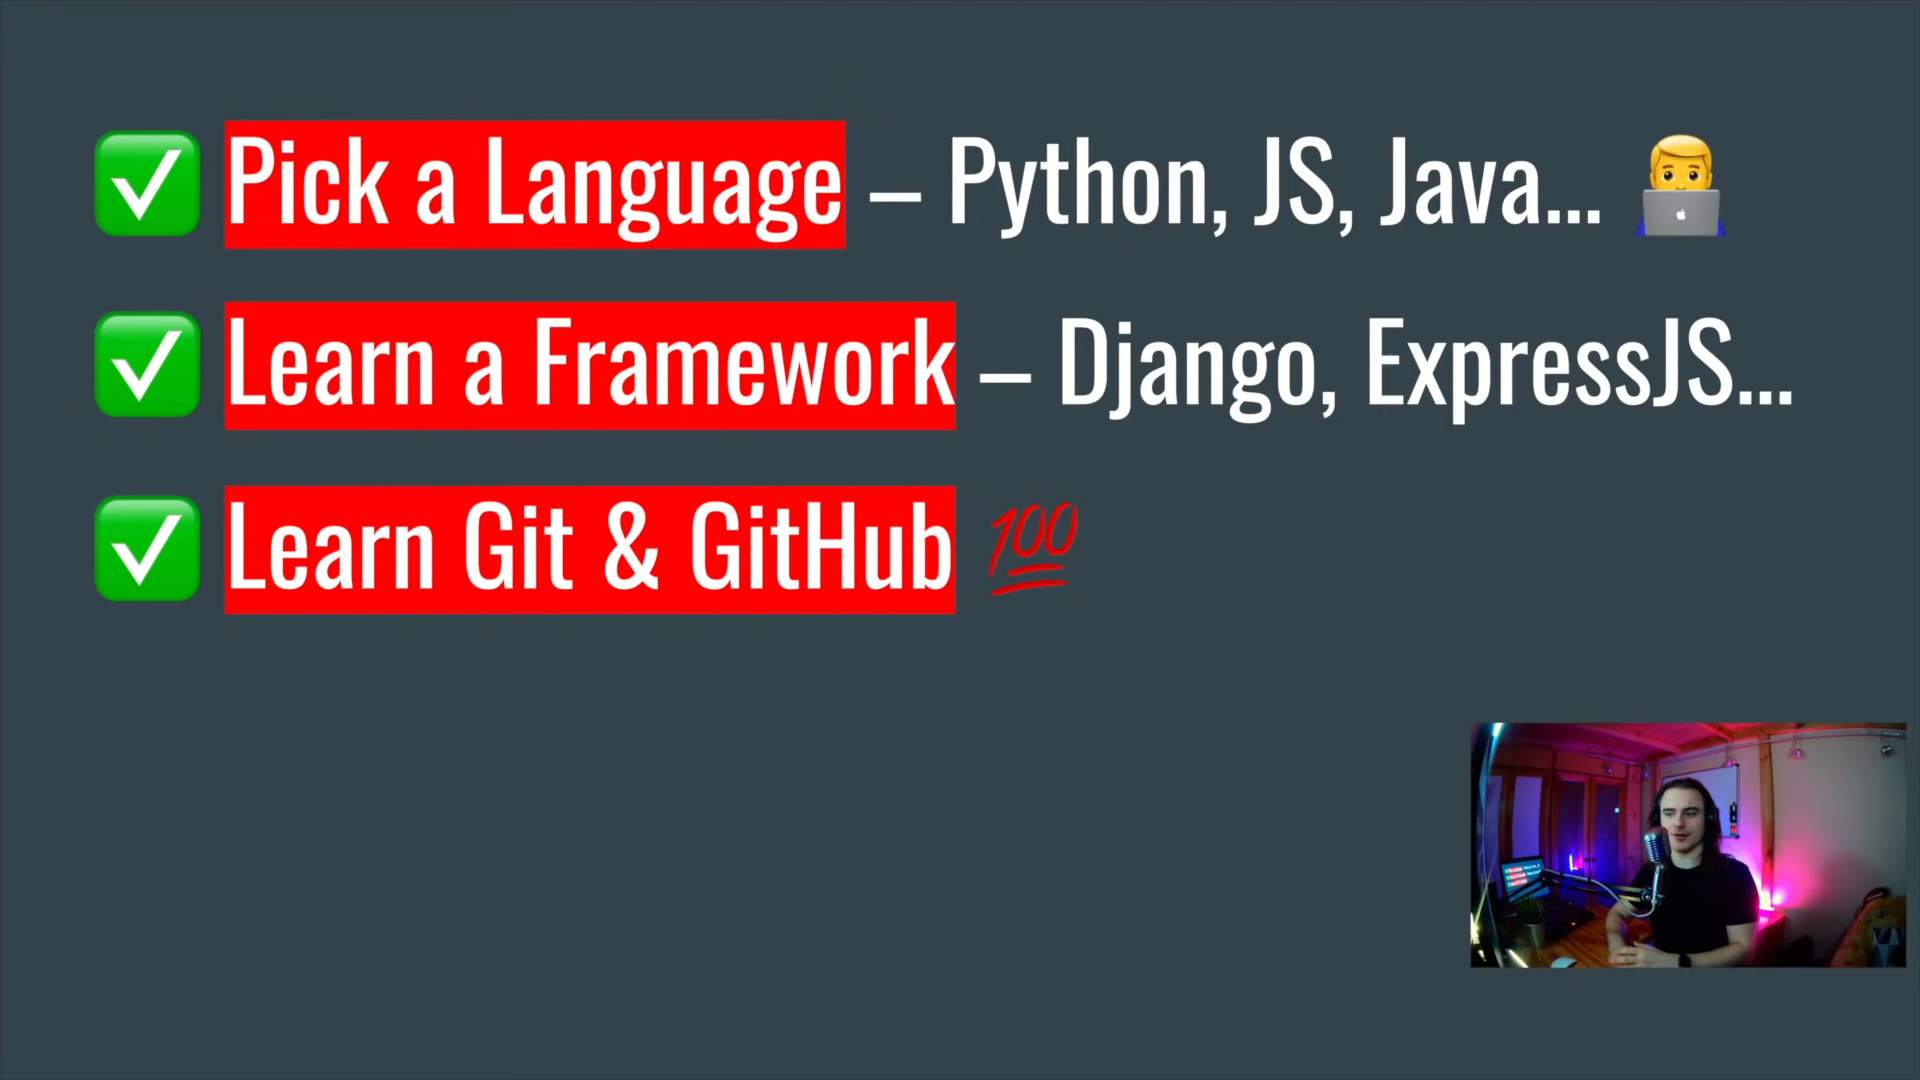 ✅ Pick a Language – Python, JS, Java... 👨‍💻
✅ Learn a Framework – Django, ExpressJS...
✅ Learn Git & GitHub 💯